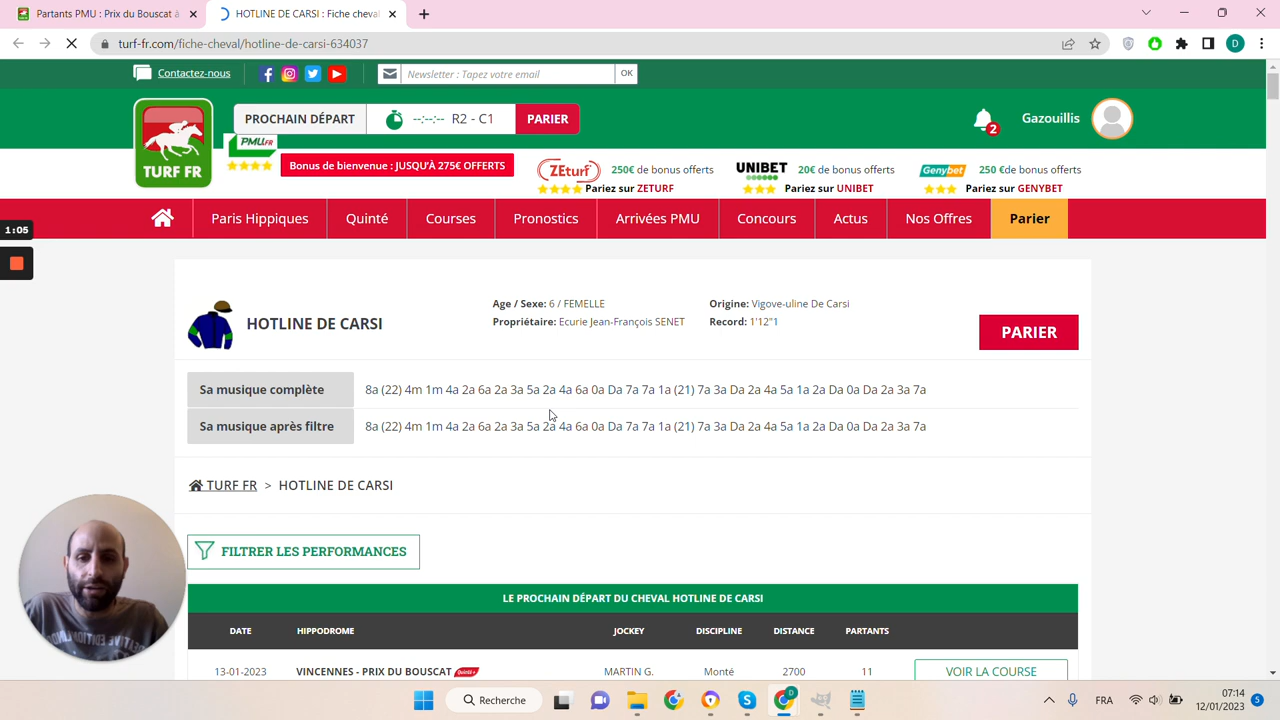 Partants PMU : Prix du Bouscat à
HOTLINE DE CARSI : Fiche cheval
turf-fr.com/fiche-cheval/hotline-de-carsi-634037
D
Contactez-nous
Newsletter : Tapez votre email
OK
TURF FR
PROCHAIN DÉPART
--:--:-- R2 - C1
PARIER
2
Gazouillis
PMU.FR
Bonus de bienvenue : JUSQU'À 275€ OFFERTS
ZEturf
250€ de bonus offerts
Pariez sur ZETURF
UNIBET
20€ de bonus offerts
Pariez sur UNIBET
Genybet
250 €de bonus offerts
Pariez sur GENYBET
Paris Hippiques
Quinté
Courses
Pronostics
Arrivées PMU
Concours
Actus
Nos Offres
Parier
1:05
HOTLINE DE CARSI
Age / Sexe: 6 / FEMELLE
Origine: Vigove-uline De Carsi
Propriétaire: Ecurie Jean-François SENET
Record: 1'12"1
PARIER
Sa musique complète
8a (22) 4m 1m 4a 2a 6a 2a 3a 5a 2a 4a 6a 0a Da 7a 7a 1a (21) 7a 3a Da 2a 4a 5a 1a 2a Da 0a Da 2a 3a 7a
Sa musique après filtre
8a (22) 4m 1m 4a 2a 6a 2a 3a 5a 2a 4a 6a 0a Da 7a 7a 1a (21) 7a 3a Da 2a 4a 5a 1a 2a Da 0a Da 2a 3a 7a
TURF FR > HOTLINE DE CARSI
FILTRER LES PERFORMANCES
LE PROCHAIN DÉPART DU CHEVAL HOTLINE DE CARSI
DATE HIPPODROME JOCKEY DISCIPLINE DISTANCE PARTANTS
13-01-2023 VINCENNES - PRIX DU BOUSCAT Quinté+ MARTIN G. Monté 2700 11 VOIR LA COURSE
Recherche
D
FRA
07:14
12/01/2023
5